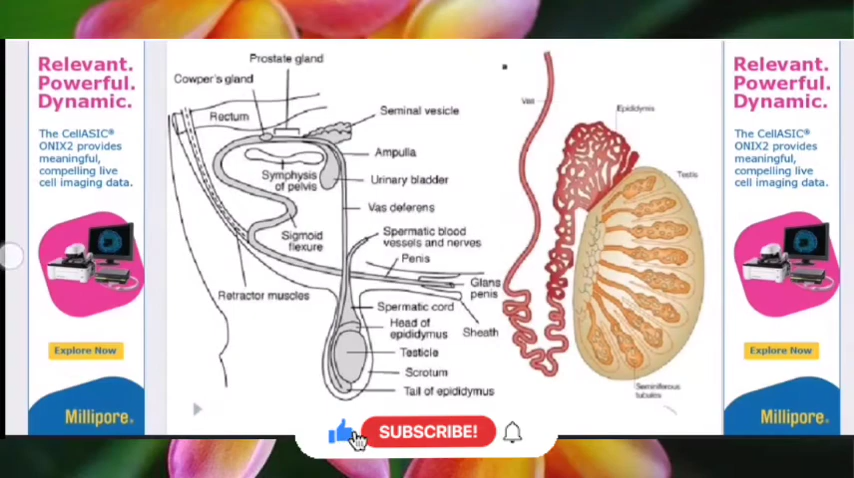 Relevant.
Powerful.
Dynamic.
The CellASIC®
ONIX2 provides
meaningful,
compelling live
cell imaging data.
Explore Now
Millipore®
Prostate gland
Cowper's gland
Rectum
Seminal vesicle
Ampulla
Symphysis
of pelvis
Urinary bladder
Vas deferens
Sigmoid
flexure
Spermatic blood
vessels and nerves
Penis
Retractor muscles
Glans
penis
Spermatic cord
Head of
epididymus
Sheath
Testicle
Scrotum
Tail of epididymus
Vas
Epididymis
Testis
Seminiferous
tubules
SUBSCRIBE!
Relevant.
Powerful.
Dynamic.
The CellASIC®
ONIX2 provides
meaningful,
compelling live
cell imaging data.
Explore Now
Millipore®